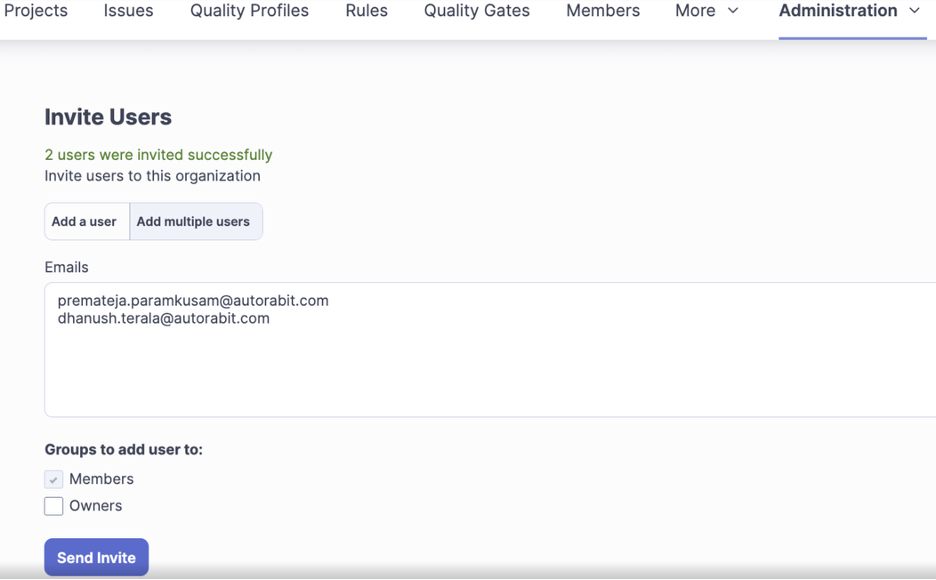 Projects Issues Quality Profiles Rules Quality Gates Members More Administration
Invite Users
2 users were invited successfully
Invite users to this organization
Add a user Add multiple users
Emails
premateja.paramkusam@autorabit.com
dhanush.terala@autorabit.com
Groups to add user to:
Members
Owners
Send Invite